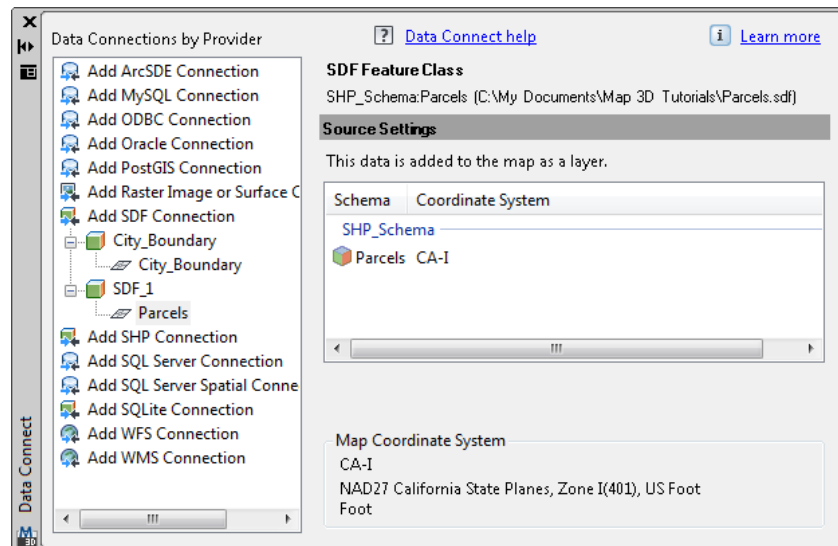 Data Connections by Provider
Add ArcSDE Connection
Add MySQL Connection
Add ODBC Connection
Add Oracle Connection
Add PostGIS Connection
Add Raster Image or Surface C
Add SDF Connection
City_Boundary
City_Boundary
SDF_1
Parcels
Add SHP Connection
Add SQL Server Connection
Add SQL Server Spatial Conne
Add SQLite Connection
Add WFS Connection
Add WMS Connection
Data Connect
Data Connect help
Learn more
SDF Feature Class
SHP_Schema:Parcels (C:\My Documents\Map 3D Tutorials\Parcels.sdf)
Source Settings
This data is added to the map as a layer.
Schema Coordinate System
SHP_Schema
Parcels CA-I
Map Coordinate System
CA-I
NAD27 California State Planes, Zone I(401), US Foot
Foot